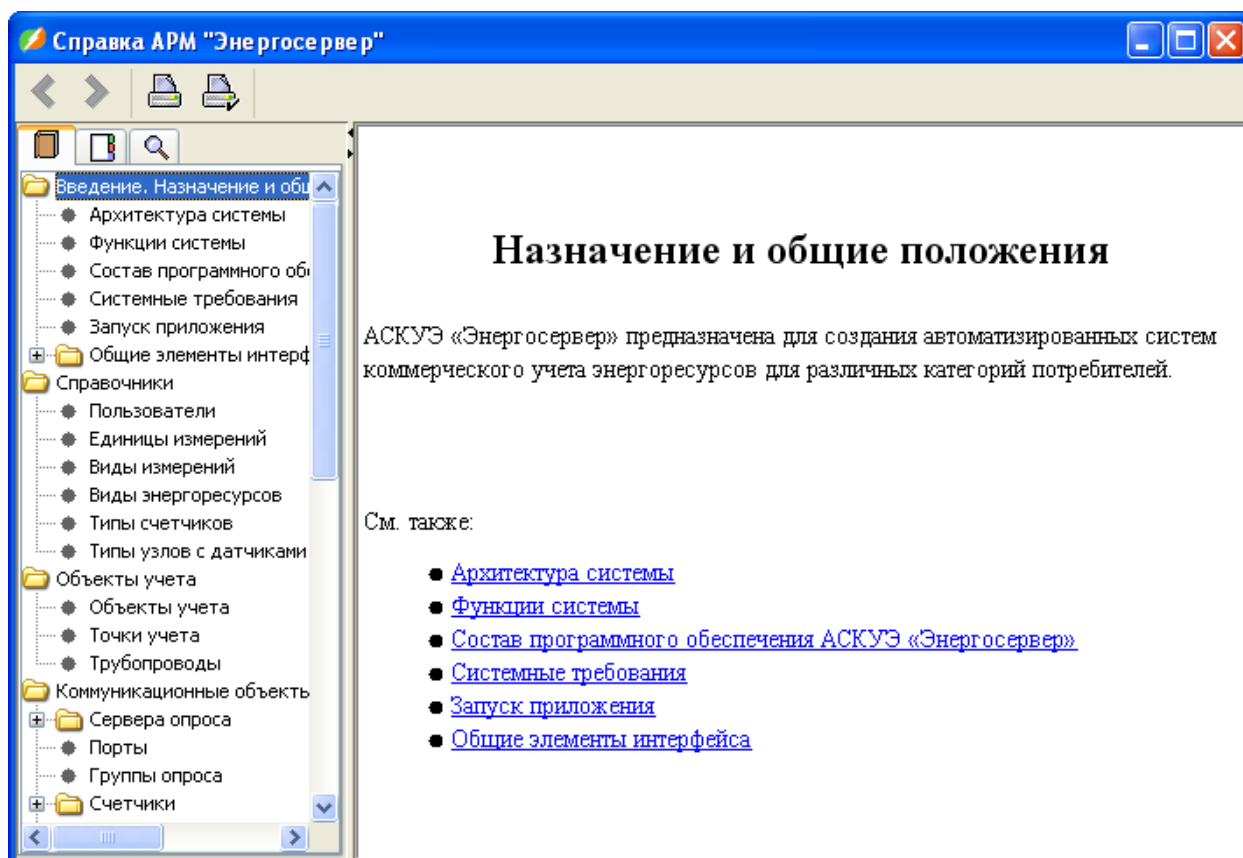 Справка АРМ "Энергосервер"
Введение. Назначение и общ
Архитектура системы
Функции системы
Состав программного обе
Системные требования
Запуск приложения
Общие элементы интерф
Справочники
Пользователи
Единицы измерений
Виды измерений
Виды энергоресурсов
Типы счетчиков
Типы узлов с датчиками
Объекты учета
Объекты учета
Точки учета
Трубопроводы
Коммуникационные объекты
Сервера опроса
Порты
Группы опроса
Счетчики
Назначение и общие положения
АСКУЭ «Энергосервер» предназначена для создания автоматизированных систем
коммерческого учета энергоресурсов для различных категорий потребителей.
См. также:
Архитектура системы
Функции системы
Состав программного обеспечения АСКУЭ «Энергосервер»
Системные требования
Запуск приложения
Общие элементы интерфейса